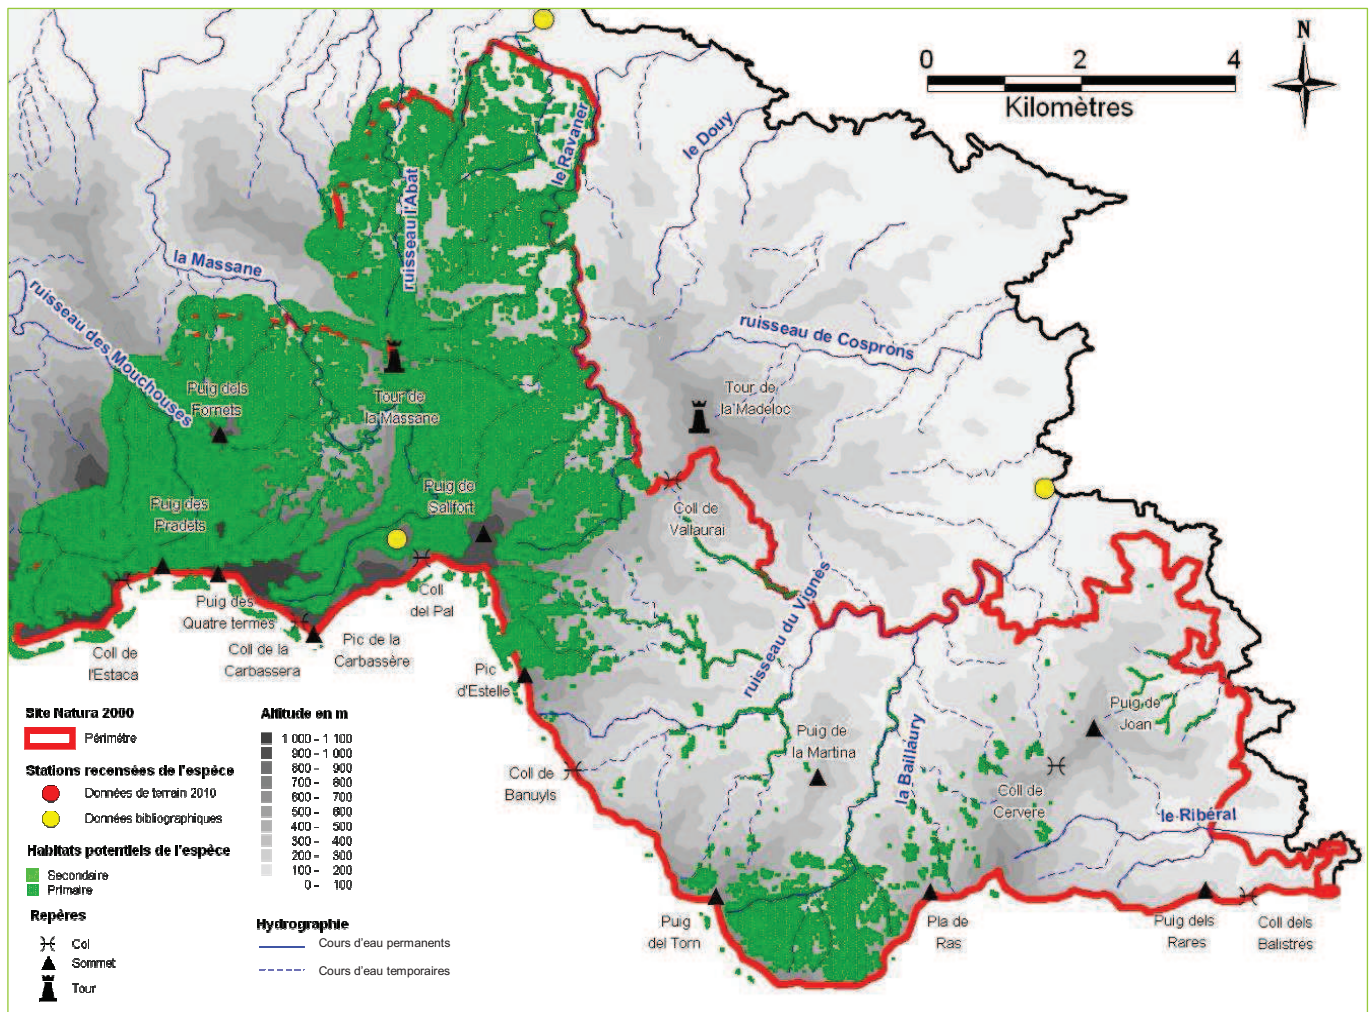 N
0 2 4
Kilomètres
le Ravaner
le Douy
ruisseau l'Abat
la Massane
ruisseau des Mouchouses
ruisseau de Cosprons
Puig dels
Fornets
Tour de
la Massane
Tour de
la Madeloc
Puig de
Sallfort
Puig des
Pradets
Coll de
Vallauraï
Puig des
Quatre termes
Coll
del Pal
Coll de
l'Estaca
Coll de la
Carbassera
Pic de la
Carbassère
Pic
d'Estelle
ruisseau du Vignes
la Baillaury
Puig de
la Martina
Puig de
Joan
Coll de
Banuyls
Coll de
Cervere
le Ribéral
Puig
del Torn
Pla de
Ras
Puig dels
Rares
Coll dels
Balistres
Site Natura 2000
Périmètre
Stations recensées de l'espèce
Données de terrain 2010
Données bibliographiques
Habitats potentiels de l'espèce
Secondaire
Primaire
Repères
Col
Sommet
Tour
Altitude en m
1 000 – 1 100
900 – 1 000
800 – 900
700 – 800
600 – 700
500 – 600
400 – 500
300 – 400
200 – 300
100 – 200
0 – 100
Hydrographie
Cours d'eau permanents
Cours d'eau temporaires